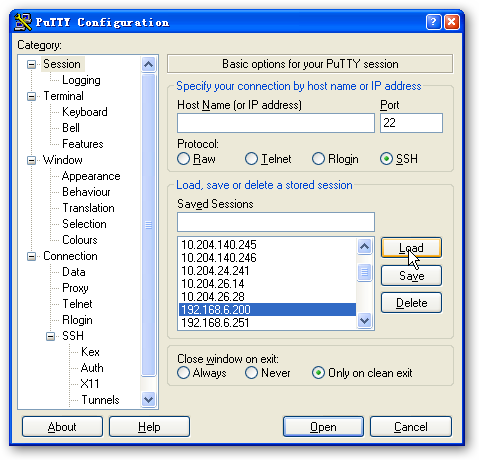 PuTTY Configuration
Category:
Session
Logging
Terminal
Keyboard
Bell
Features
Window
Appearance
Behaviour
Translation
Selection
Colours
Connection
Data
Proxy
Telnet
Rlogin
SSH
Kex
Auth
X11
Tunnels
Basic options for your PuTTY session
Specify your connection by host name or IP address
Host Name (or IP address) Port
22
Protocol:
Raw Telnet Rlogin SSH
Load, save or delete a stored session
Saved Sessions
10.204.140.245
10.204.140.246
10.204.24.241
10.204.26.14
10.204.26.28
192.168.6.200
192.168.6.251
Load
Save
Delete
Close window on exit:
Always Never Only on clean exit
About Help Open Cancel